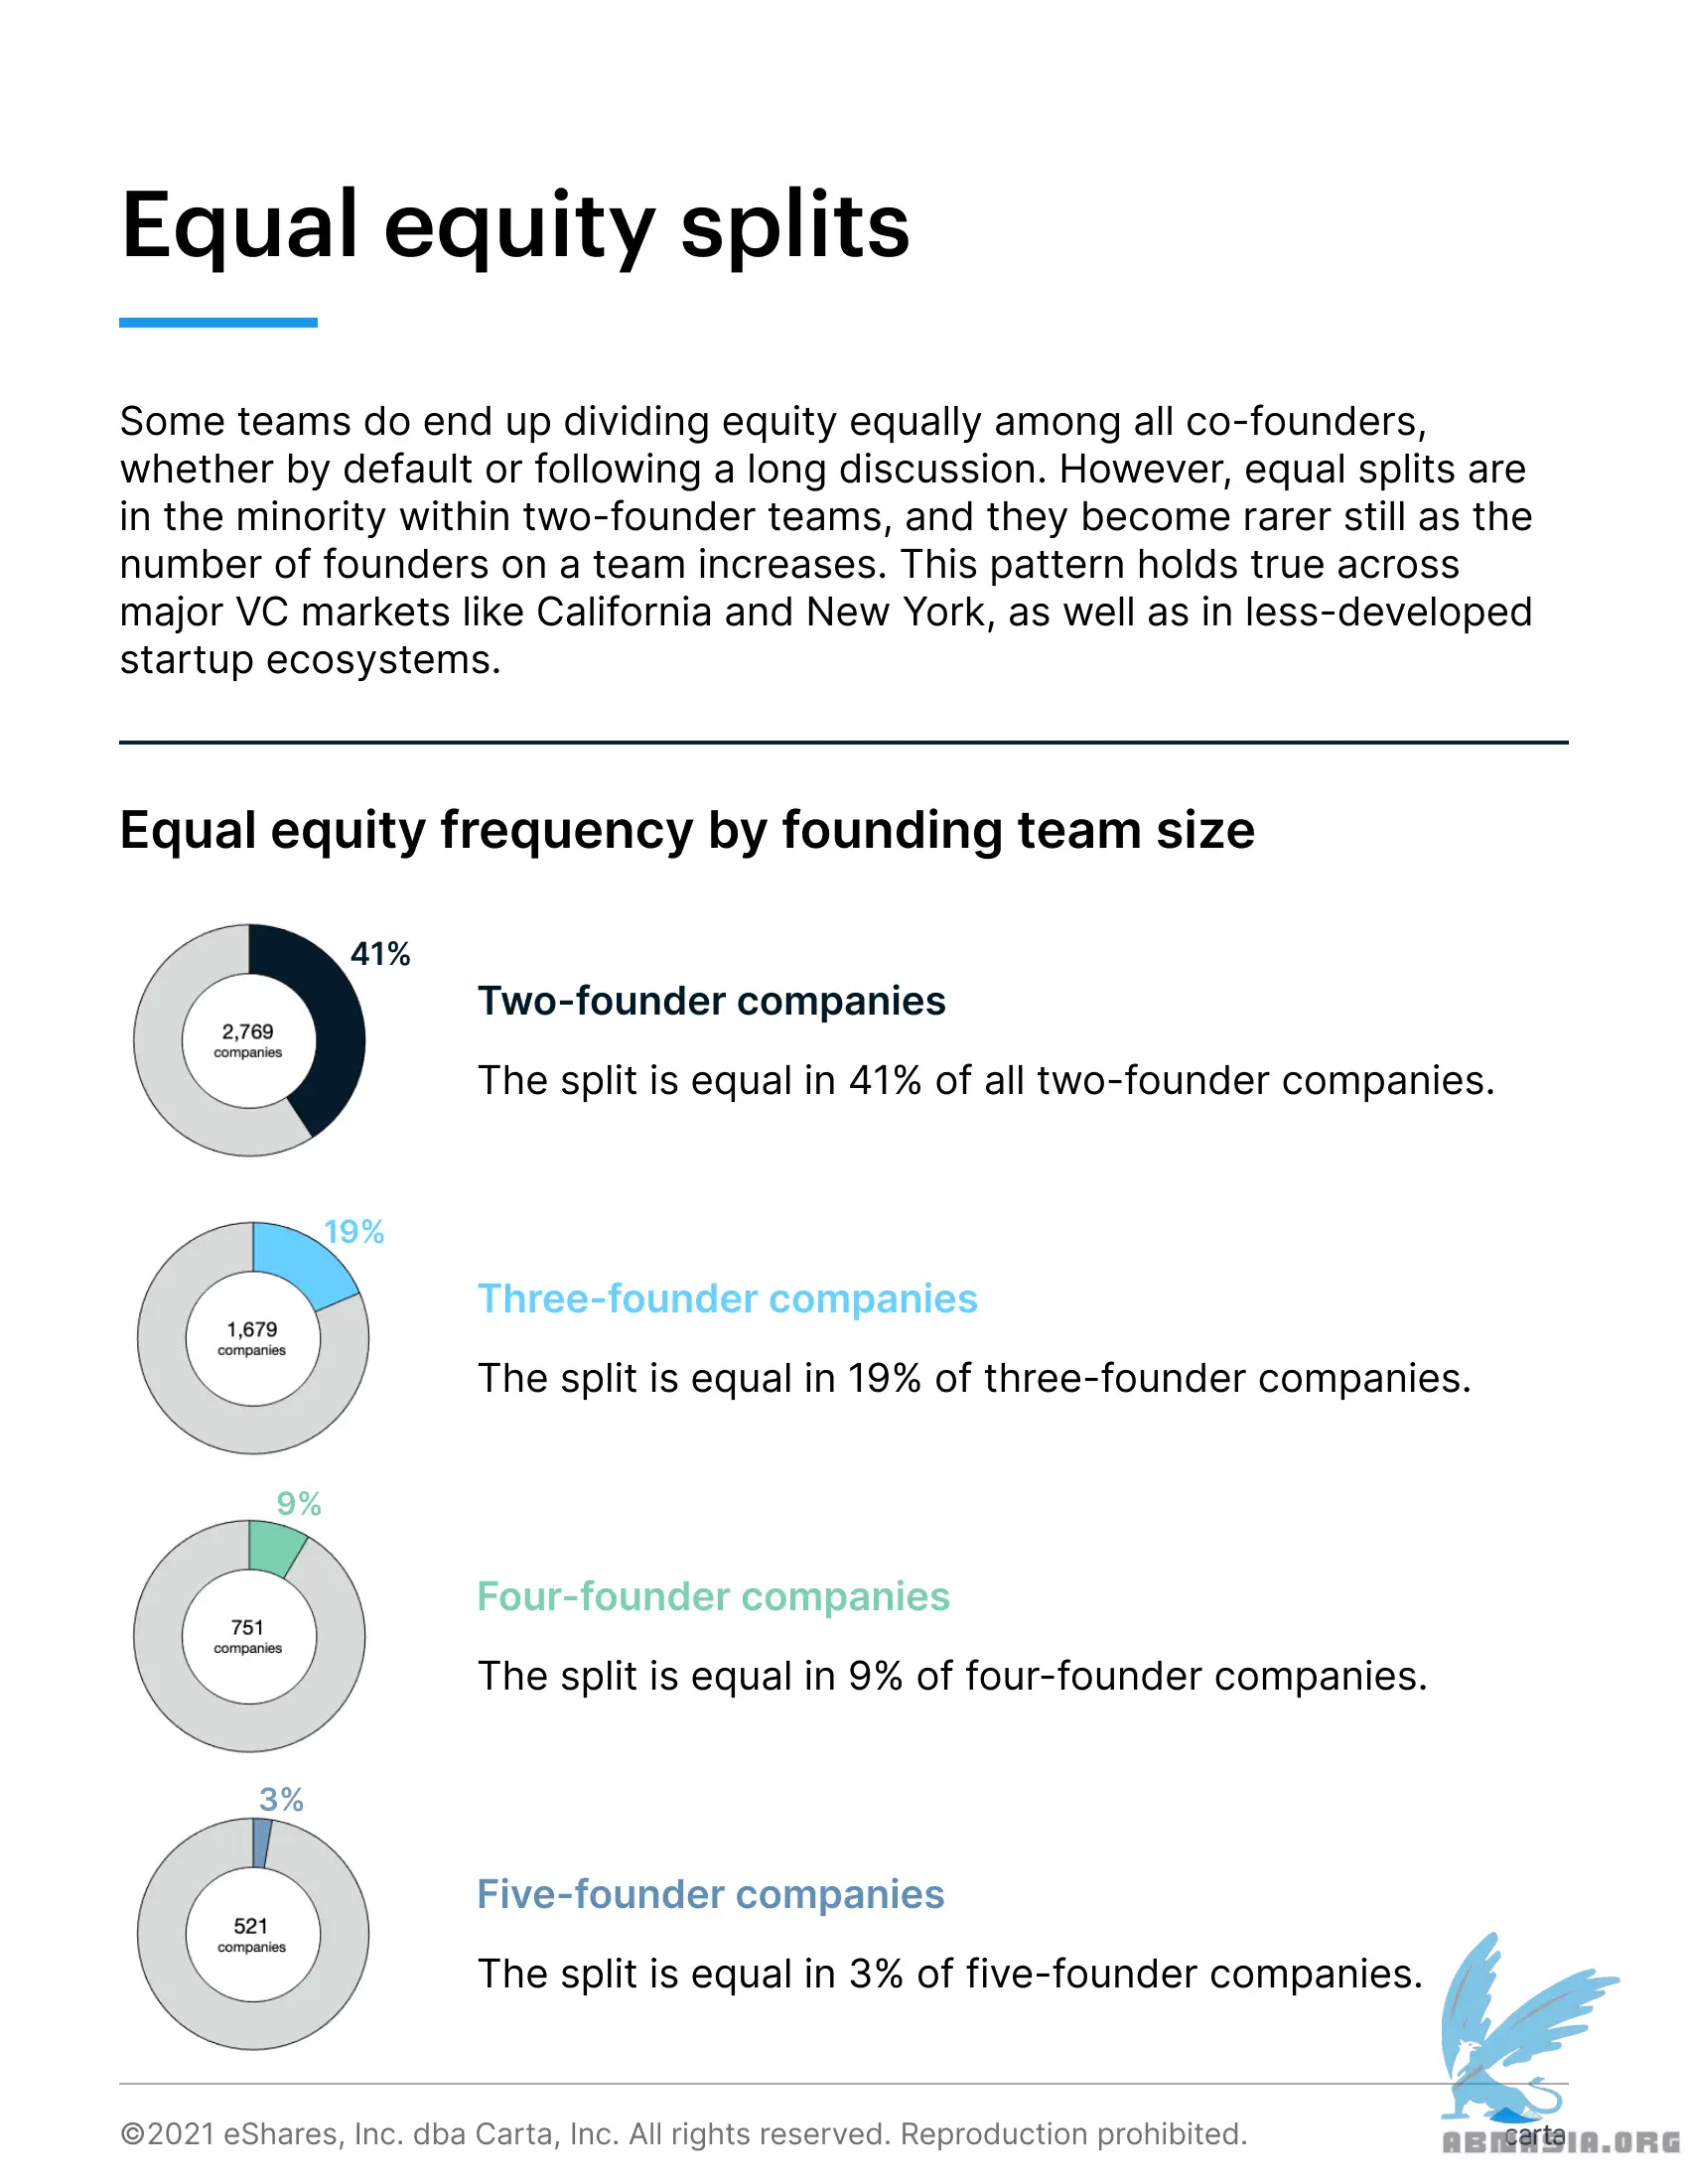 Equal equity splits
Some teams do end up dividing equity equally among all co-founders,
whether by default or following a long discussion. However, equal splits are
in the minority within two-founder teams, and they become rarer still as the
number of founders on a team increases. This pattern holds true across
major VC markets like California and New York, as well as in less-developed
startup ecosystems.
Equal equity frequency by founding team size
41%
2,769
companies
Two-founder companies
The split is equal in 41% of all two-founder companies.
19%
1,679
companies
Three-founder companies
The split is equal in 19% of three-founder companies.
9%
751
companies
Four-founder companies
The split is equal in 9% of four-founder companies.
3%
521
companies
Five-founder companies
The split is equal in 3% of five-founder companies.
©2021 eShares, Inc. dba Carta, Inc. All rights reserved. Reproduction prohibited.
carta
ABNASIA.ORG